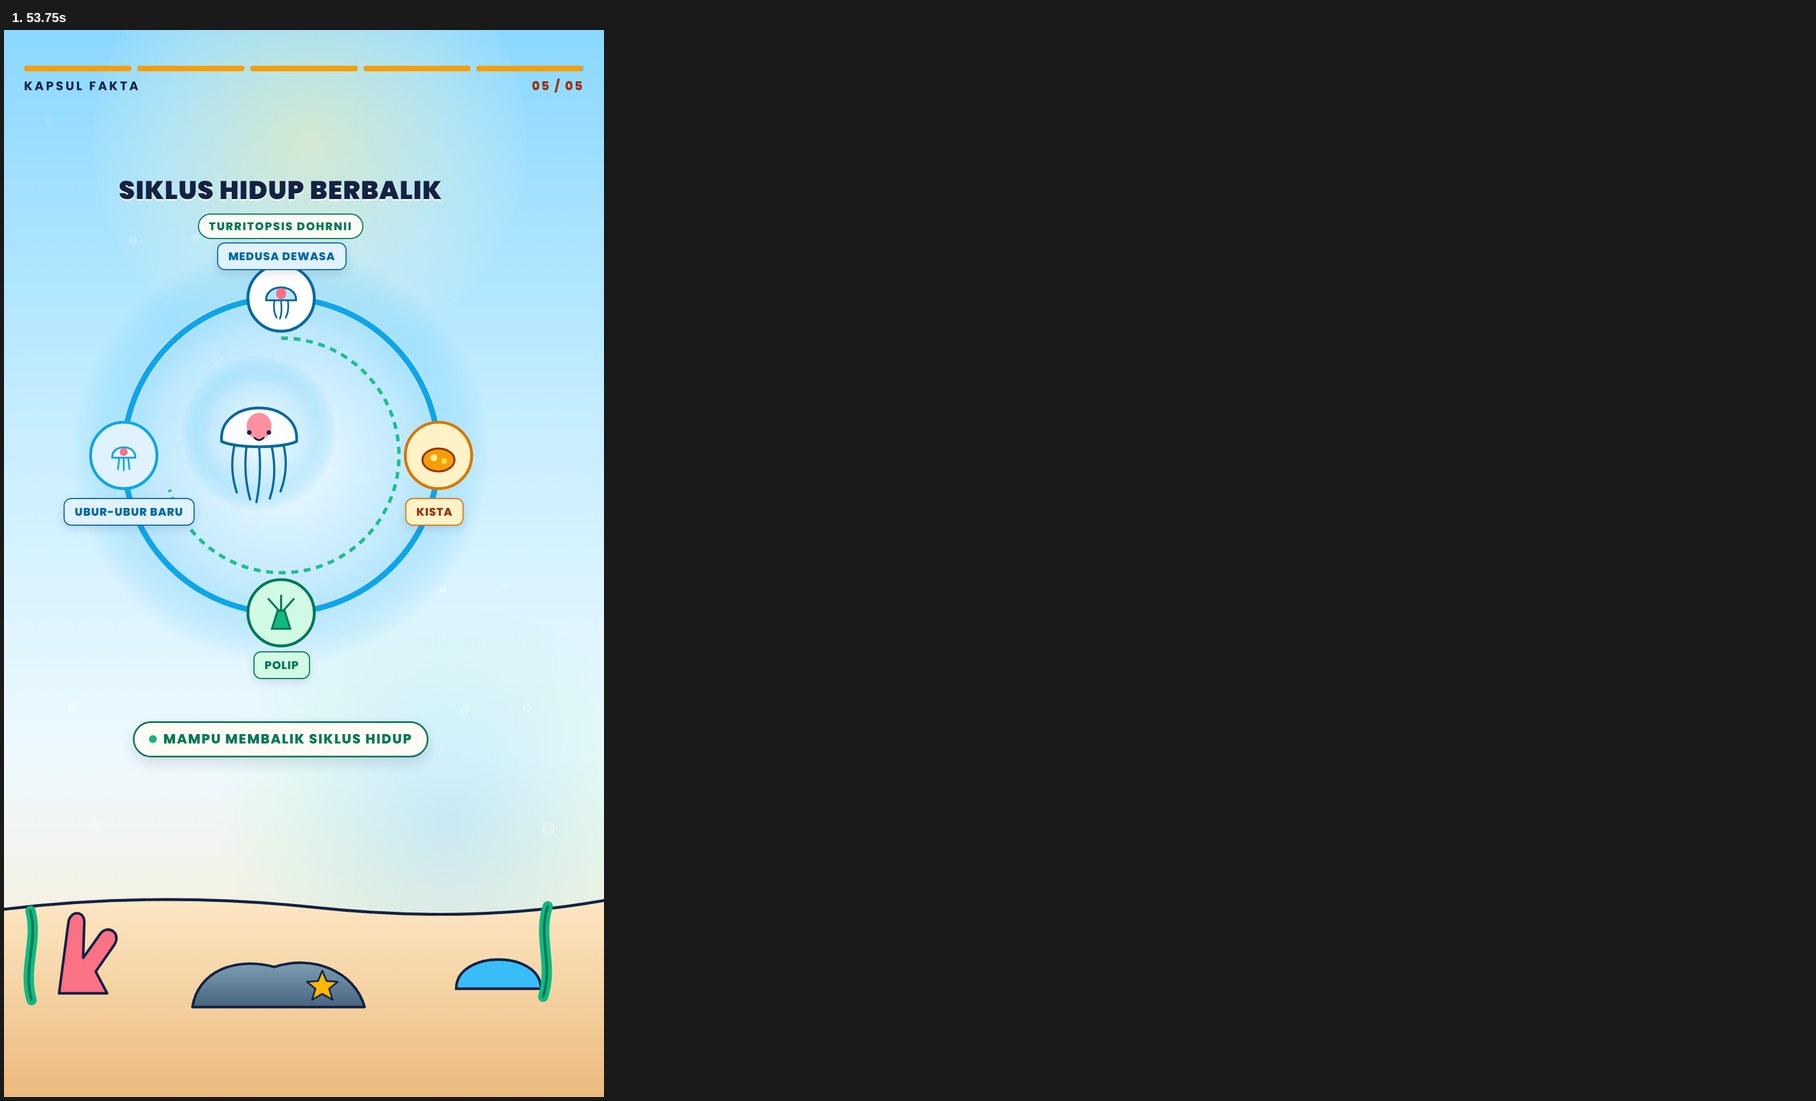 1. 53.75s
KAPSUL FAKTA
05 / 05
SIKLUS HIDUP BERBALIK
TURRITOPSIS DOHRNII
MEDUSA DEWASA
UBUR-UBUR BARU
KISTA
POLIP
MAMPU MEMBALIK SIKLUS HIDUP